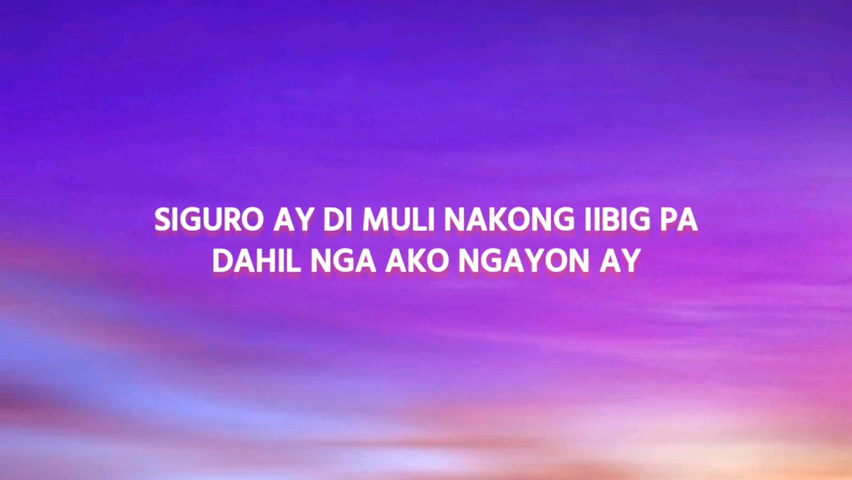 SIGURO AY DI MULI NAKONG IIBIG PA
DAHIL NGA AKO NGAYON AY